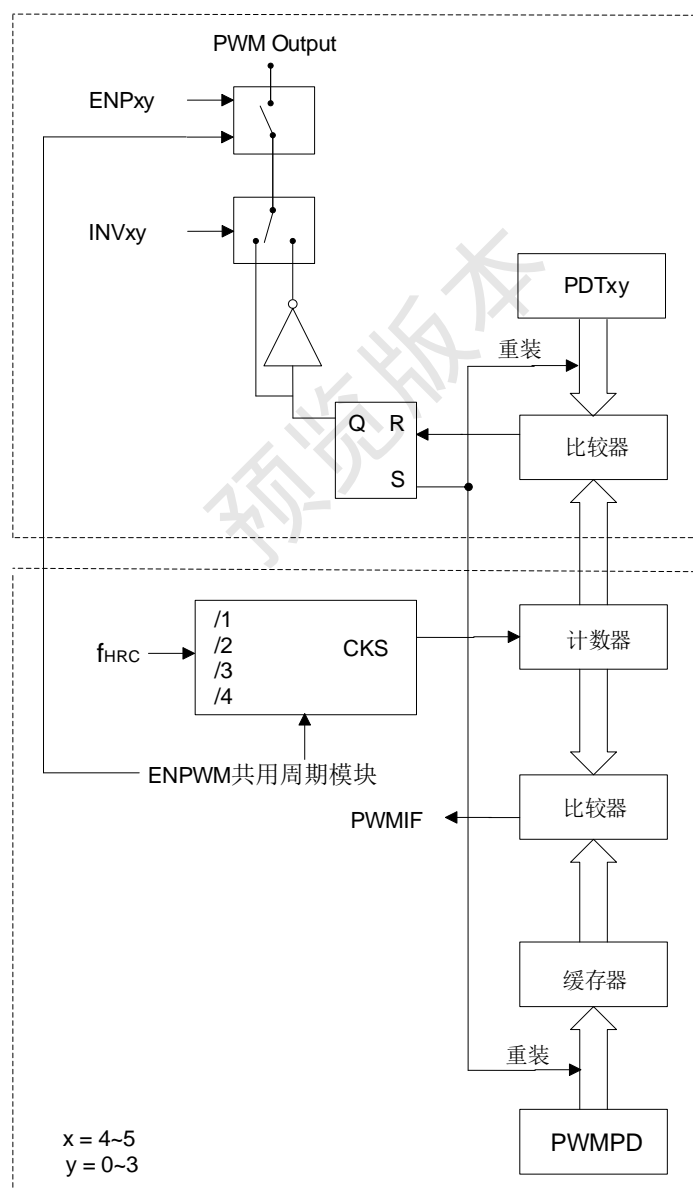 PWM Output
ENPxy
INVxy
PDTxy
重装
Q R
比较器
S
预览版本
/1
/2
/3
/4
CKS
fHRC
计数器
ENPWM共用周期模块
PWMIF
比较器
缓存器
重装
PWMPD
x = 4~5
y = 0~3